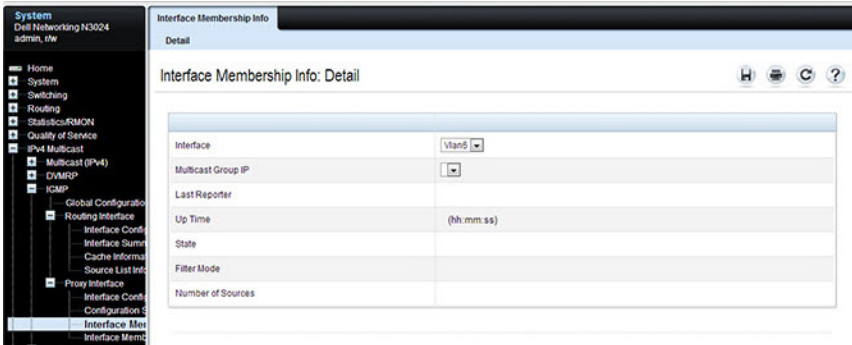 System
Dell Networking N3024
admin, r/w
Home
System
Switching
Routing
Statistics/RMON
Quality of Service
IPv4 Multicast
Multicast (IPv4)
DVMRP
IGMP
Global Configuratio
Routing Interface
Interface Confi
Interface Summ
Cache Informa
Source List Info
Proxy Interface
Interface Confi
Configuration S
Interface Mem
Interface Memb
Interface Membership Info
Detail
Interface Membership Info: Detail
Interface
Vlan5
Multicast Group IP
Last Reporter
Up Time
(hh:mm:ss)
State
Filter Mode
Number of Sources